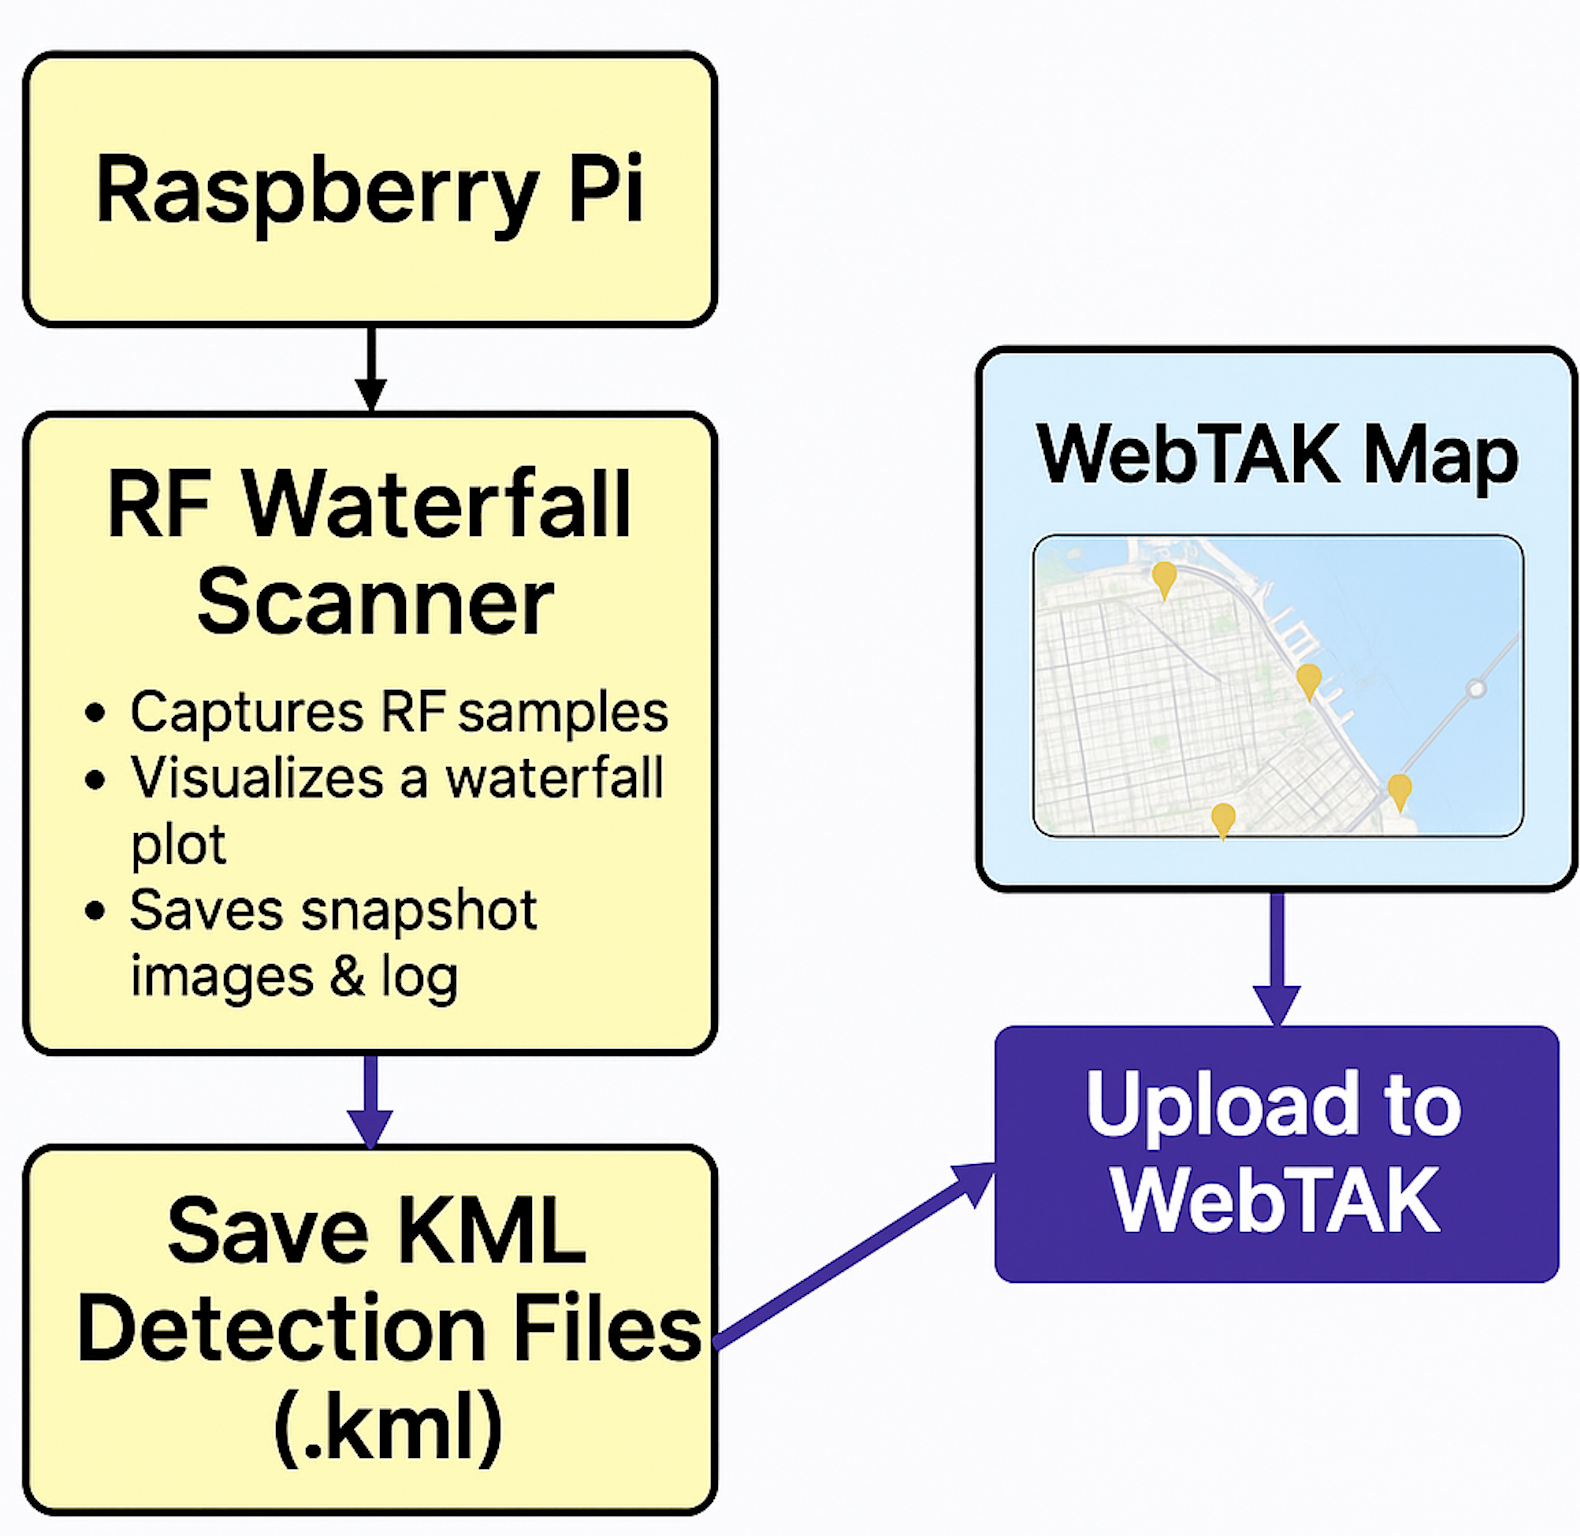 Raspberry Pi
RF Waterfall
Scanner
• Captures RF samples
• Visualizes a waterfall
plot
• Saves snapshot
images & log
Save KML
Detection Files
(.kml)
WebTAK Map
Upload to
WebTAK